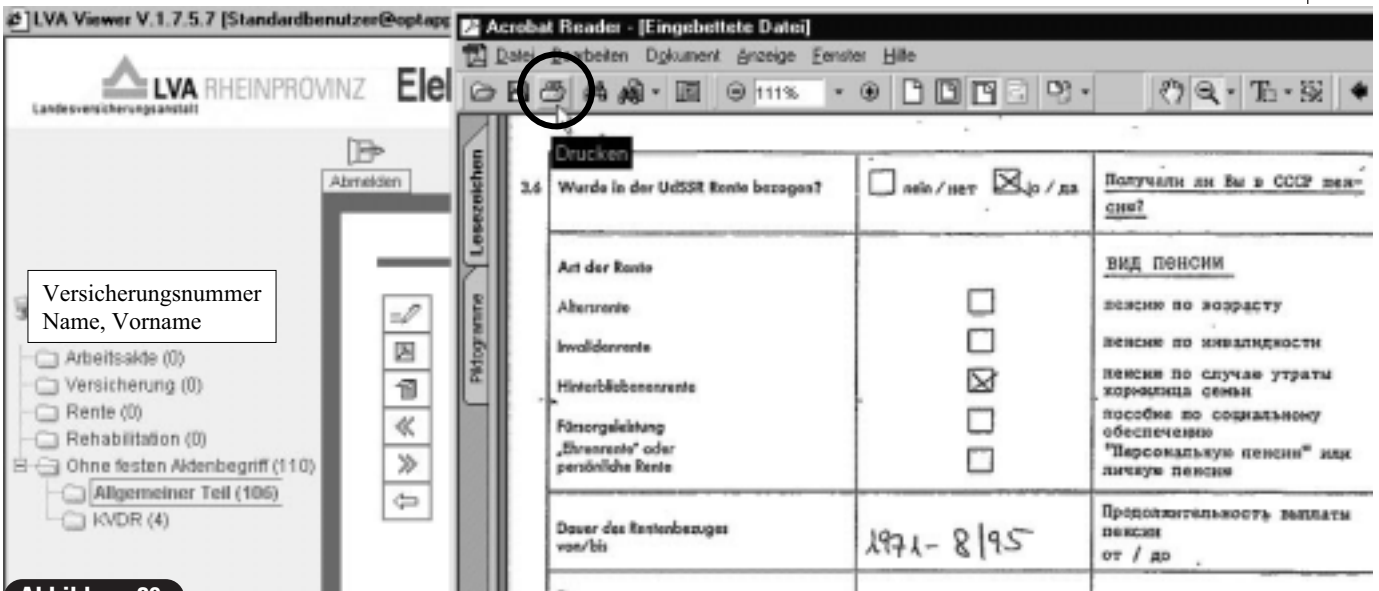 LVA Viewer V.1.7.5.7 [Standardbenutzer@optapp
LVA RHEINPROVINZ Ele
Landesversicherungsanstalt
Abmelden
Versicherungsnummer
Name, Vorname
Arbeitsakte (0)
Versicherung (0)
Rente (0)
Rehabilitation (0)
Ohne festen Aktenbegriff (110)
Allgemeiner Teil (106)
KVDR (4)
Acrobat Reader - [Eingebettete Datei]
Datei Bearbeiten Dokument Anzeige Fenster Hilfe
111%
Drucken
Lesezeichen
Piktogramme
3.6 Wurde in der UdSSR Rente bezogen? nein / нет ja / да Получали ли Вы в СССР пен-
сию?
Art der Rente ВИД ПЕНСИИ
Altersrente пенсию по возрасту
Invalidenrente пенсию по инвалидности
Hinterbliebenenrente пенсию по случаю утраты
кормилица семьи
Fürsorgeleistung пособие по социальному
обеспечению
„Ehrenrente" oder "Персональную пенсии" или
persönliche Rente личную пенсию
Dauer des Rentenbezuges Продолжительность выплаты
пенсии
von/bis 1971 - 8/95 от / до